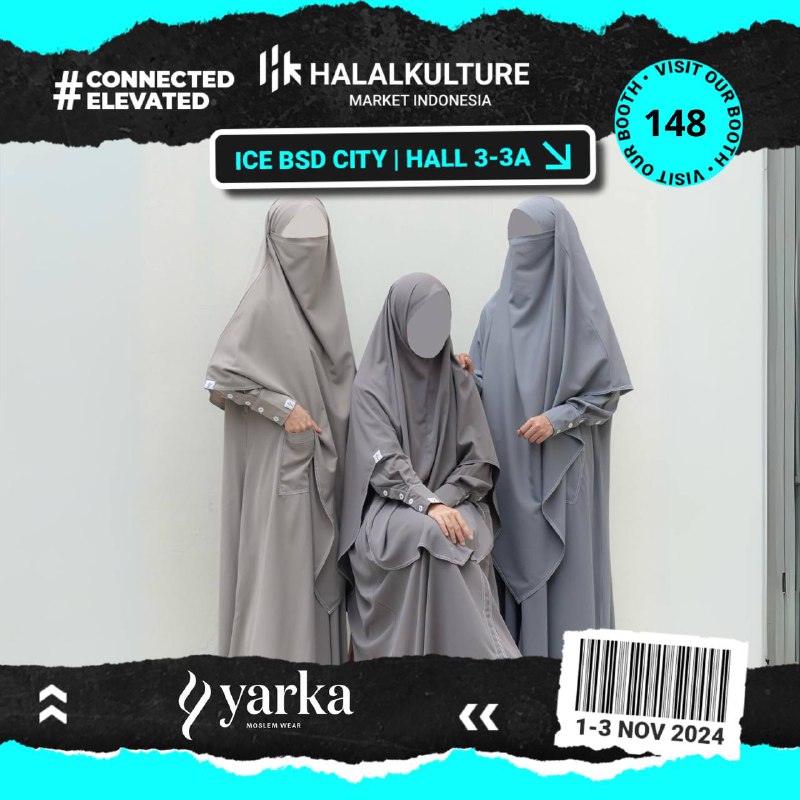 #CONNECTED
ELEVATED
HALALKULTURE
MARKET INDONESIA
VISIT OUR BOOTH • VISIT OUR BOOTH •
148
ICE BSD CITY | HALL 3-3A
yarka
MOSLEM WEAR
1-3 NOV 2024